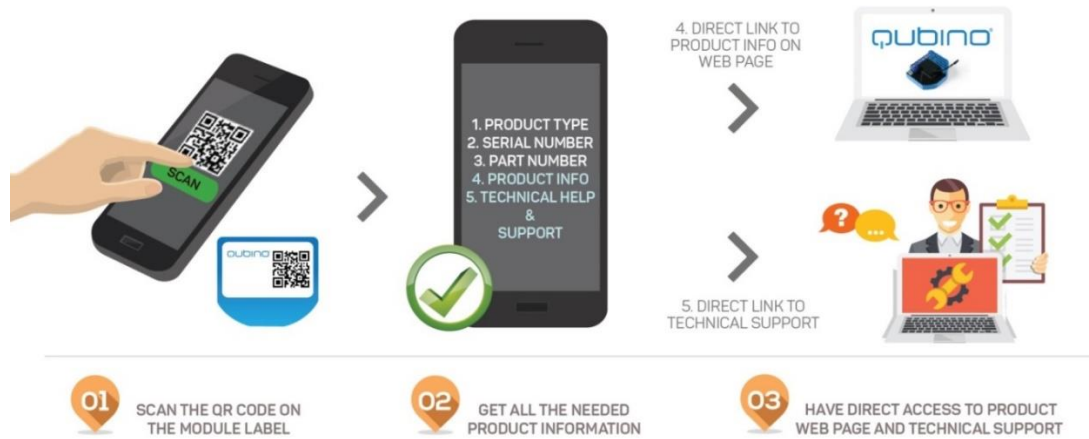 SCAN
QUBINO
1. PRODUCT TYPE
2. SERIAL NUMBER
3. PART NUMBER
4. PRODUCT INFO
5. TECHNICAL HELP
&
SUPPORT
4. DIRECT LINK TO
PRODUCT INFO ON
WEB PAGE
QUBINO®
?
...
5. DIRECT LINK TO
TECHNICAL SUPPORT
01
SCAN THE QR CODE ON
THE MODULE LABEL
02
GET ALL THE NEEDED
PRODUCT INFORMATION
03
HAVE DIRECT ACCESS TO PRODUCT
WEB PAGE AND TECHNICAL SUPPORT